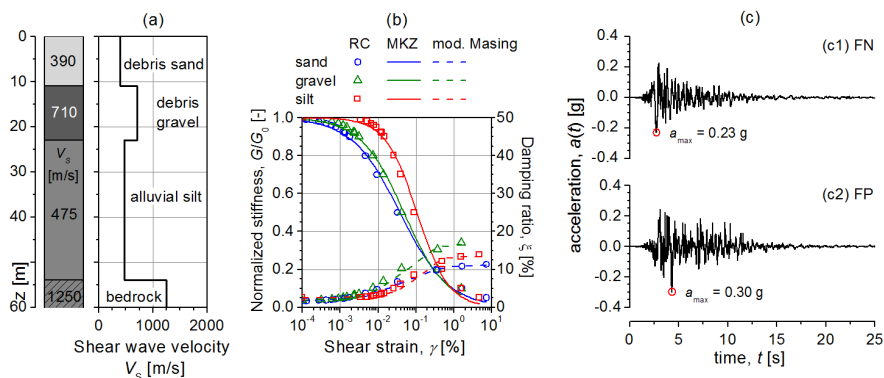 (a)
0
10
20
30
40
50
60
z [m]
390
710
V_S
[m/s]
475
1250
debris sand
debris
gravel
alluvial silt
bedrock
0 1000 2000
Shear wave velocity
V_S [m/s]
(b)
RC MKZ mod. Masing
sand
gravel
silt
1.0
0.8
0.6
0.4
0.2
0.0
Normalized stiffness, G/G_0 [-]
50
40
30
20
10
0
Damping ratio, ξ [%]
10^-4 10^-3 10^-2 10^-1 10^0 10^1
Shear strain, γ [%]
(c)
(c1) FN
0.4
0.2
0.0
-0.2
-0.4
a_max = 0.23 g
(c2) FP
0.4
0.2
0.0
-0.2
-0.4
a_max = 0.30 g
acceleration, a(t) [g]
0 5 10 15 20 25
time, t [s]